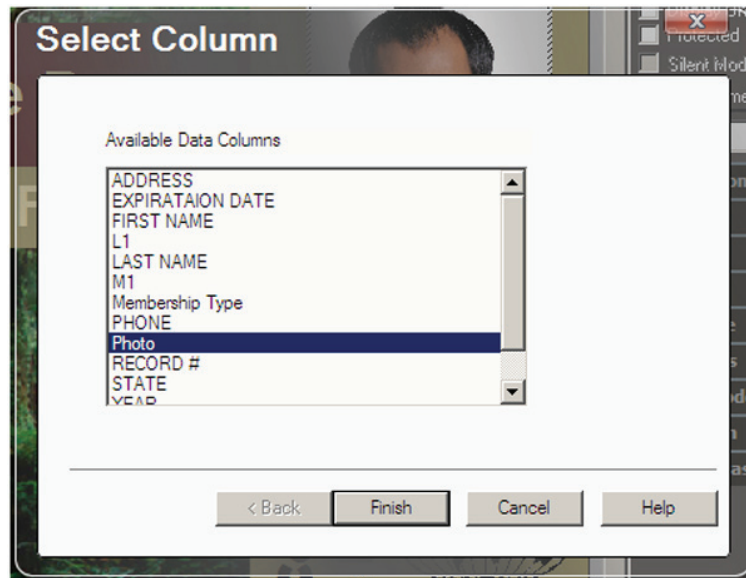 Select Column
Protected
Silent Mod
Available Data Columns
ADDRESS
EXPIRATAION DATE
FIRST NAME
L1
LAST NAME
M1
Membership Type
PHONE
Photo
RECORD #
STATE
YEAR
< Back Finish Cancel Help